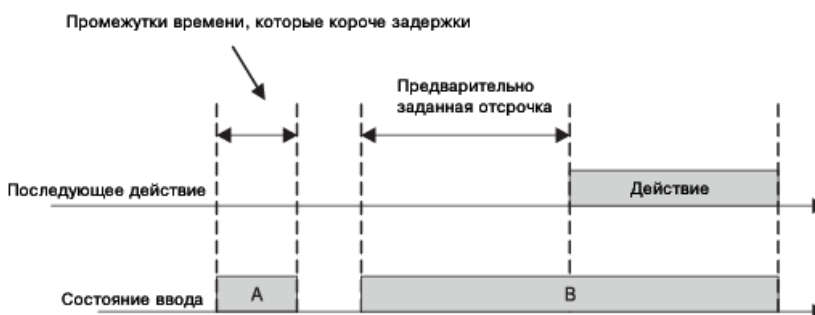 Промежутки времени, которые короче задержки
Предварительно
заданная отсрочка
Последующее действие
Действие
Состояние ввода
A
B